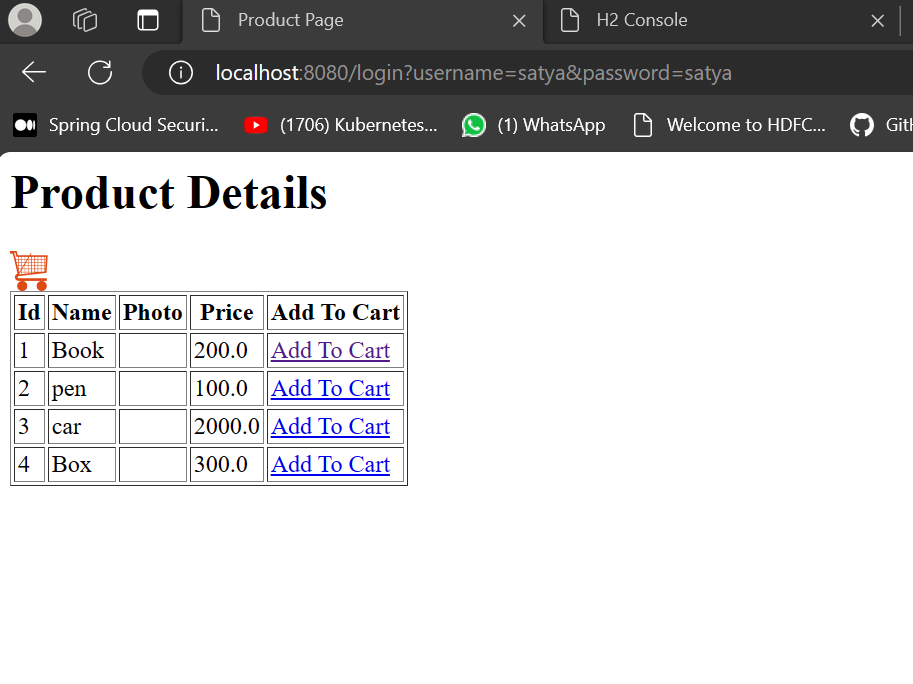 Product Page
H2 Console
localhost:8080/login?username=satya&password=satya
Spring Cloud Securi... (1706) Kubernetes... (1) WhatsApp Welcome to HDFC... GitH
Product Details
Id Name Photo Price Add To Cart
1 Book 200.0 Add To Cart
2 pen 100.0 Add To Cart
3 car 2000.0 Add To Cart
4 Box 300.0 Add To Cart